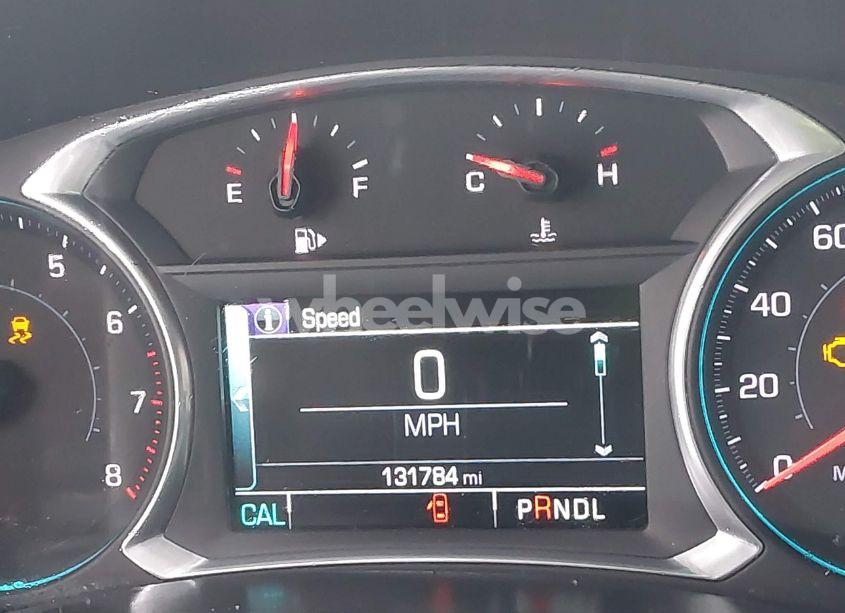 E F
C H
5
6
7
8
60
40
20
0
M
wheelwise
Speed
0
MPH
131784 mi
CAL
PRNDL